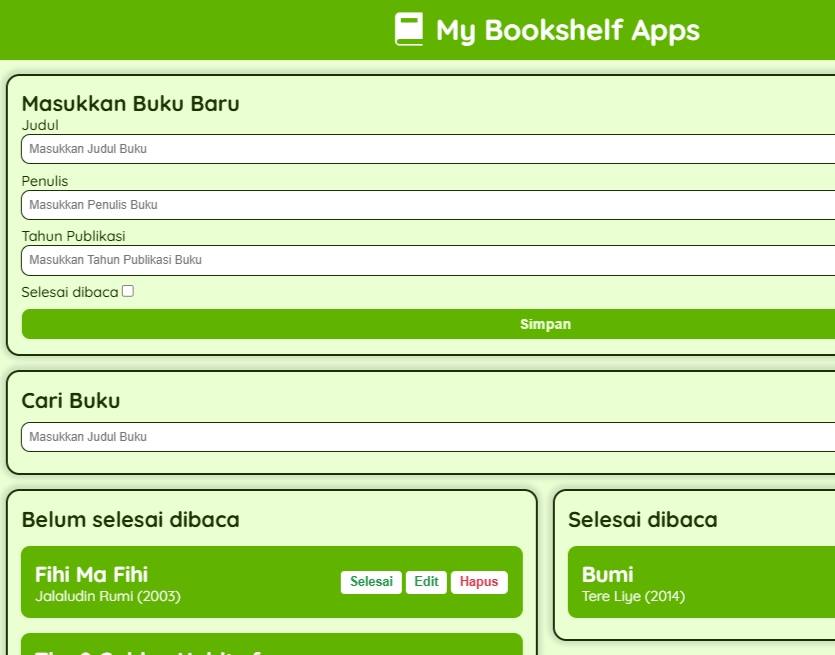 My Bookshelf Apps
Masukkan Buku Baru
Judul
Masukkan Judul Buku
Penulis
Masukkan Penulis Buku
Tahun Publikasi
Masukkan Tahun Publikasi Buku
Selesai dibaca
Simpan
Cari Buku
Masukkan Judul Buku
Belum selesai dibaca
Fihi Ma Fihi
Jalaludin Rumi (2003)
Selesai Edit Hapus
Selesai dibaca
Bumi
Tere Liye (2014)